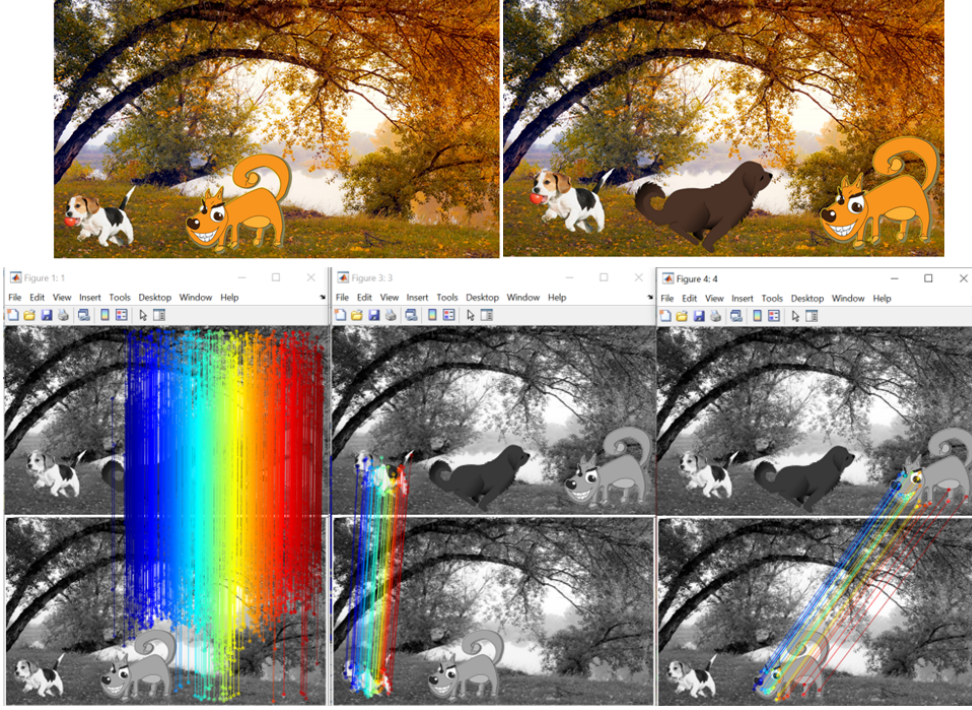 Figure 1: 1
File Edit View Insert Tools Desktop Window Help
Figure 3: 3
File Edit View Insert Tools Desktop Window Help
Figure 4: 4
File Edit View Insert Tools Desktop Window Help